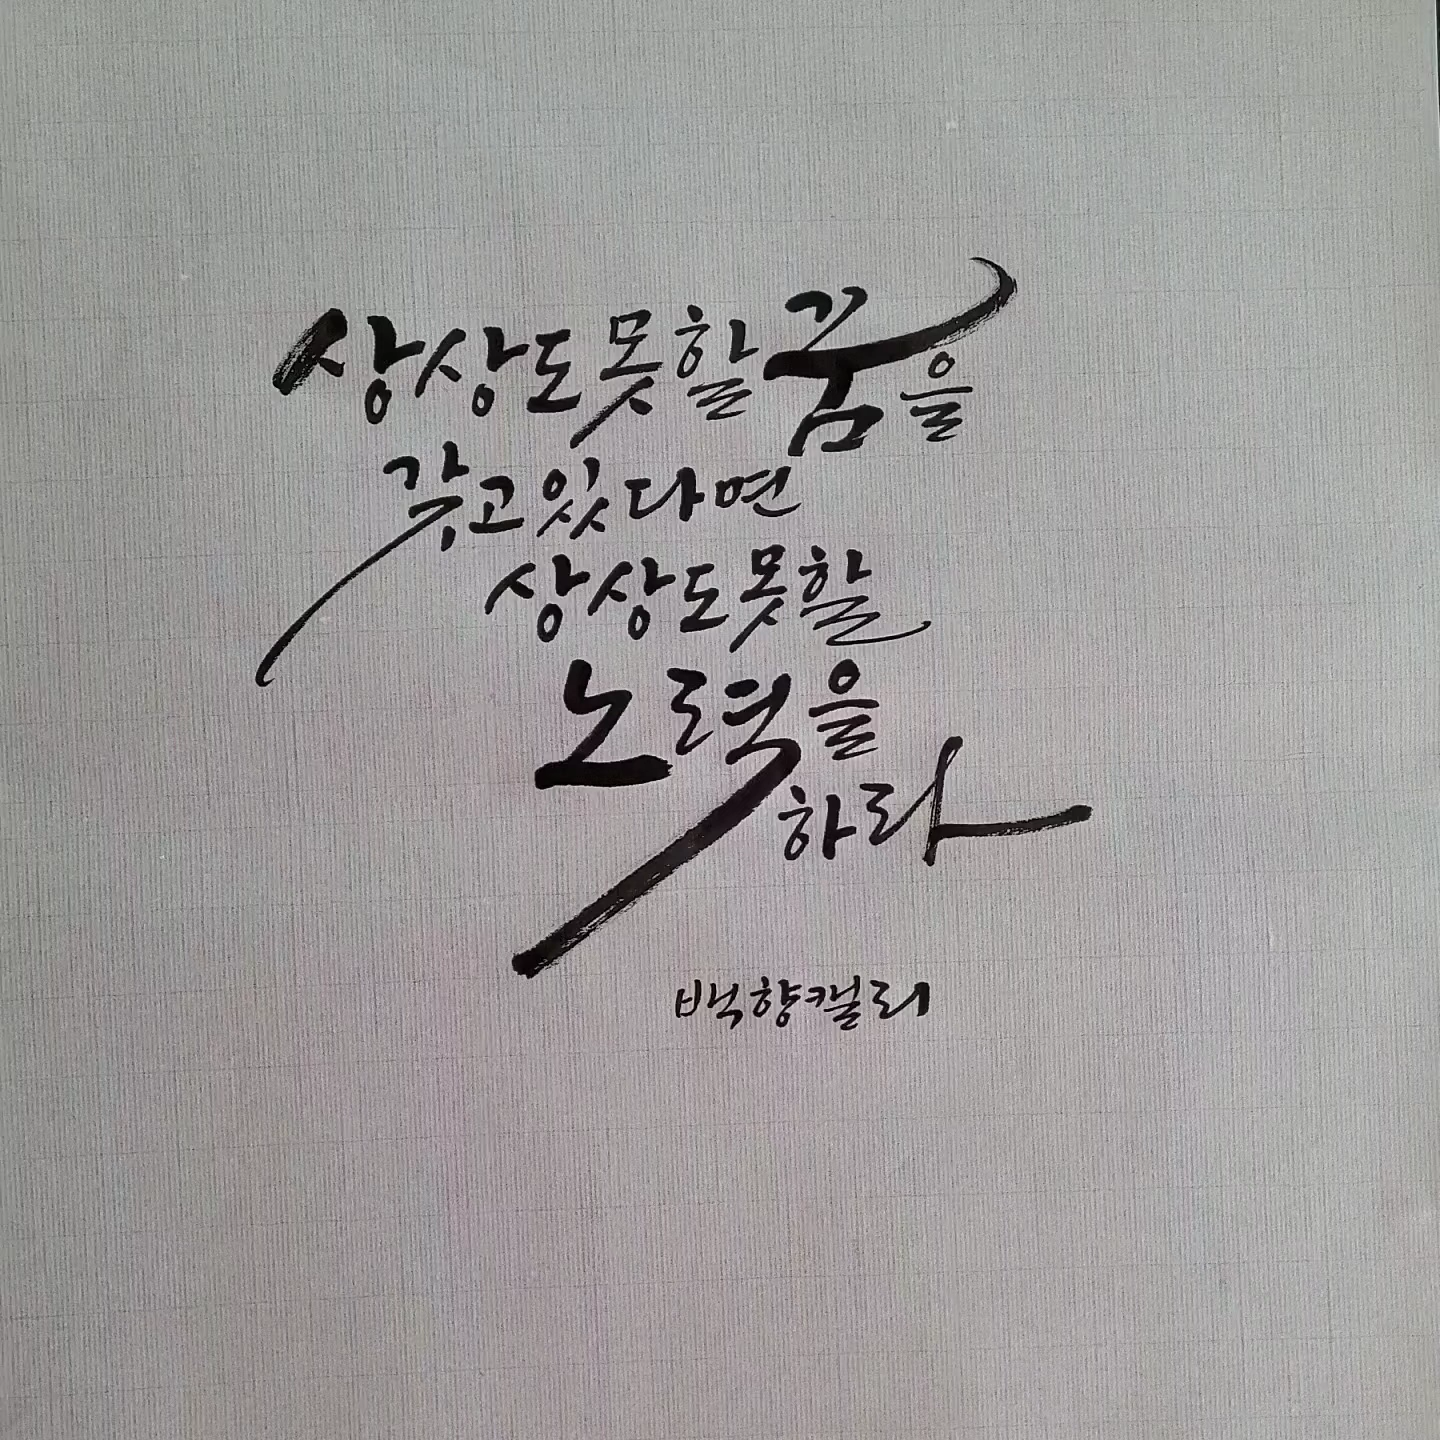 상상도 못할 꿈을
갖고 있다면
상상도 못할
노력을
하라
백향캘리